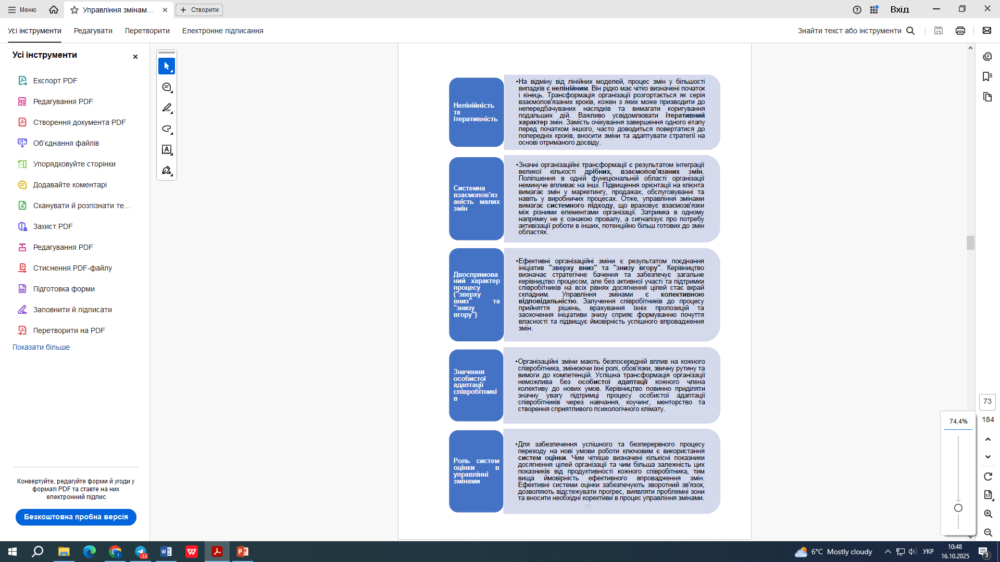 Меню
Управління змінам...
Створити
Вхід
Усі інструменти
Редагувати
Перетворити
Електронне підписання
Знайти текст або інструменти
Усі інструменти
Експорт PDF
Редагування PDF
Створення документа PDF
Об’єднання файлів
Упорядковуйте сторінки
Додавайте коментарі
Сканувати й розпізнати те...
Захист PDF
Редагування PDF
Стиснення PDF-файлу
Підготовка форми
Заповнити й підписати
Перетворити на PDF
Показати більше
Конвертуйте, редагуйте форми й угоди у
форматі PDF та ставте на них
електронний підпис
Безкоштовна пробна версія
Нелінійність
та
ітеративність
•На відміну від лінійних моделей, процес змін у більшості
випадків є нелінійним. Він рідко має чітко визначені початок
і кінець. Трансформація організації розгортається як серія
взаємопов'язаних кроків, кожен з яких може призводити до
непередбачуваних наслідків та вимагати коригування
подальших дій. Важливо усвідомлювати ітеративний
характер змін. Замість очікування завершення одного етапу
перед початком іншого, часто доводиться повертатися до
попередніх кроків, вносити зміни та адаптувати стратегії на
основі отриманого досвіду.
Системна
взаємопов'яз
аність малих
змін
•Значні організаційні трансформації є результатом інтеграції
великої кількості дрібних, взаємопов'язаних змін.
Поліпшення в одній функціональній області організації
неминуче впливає на інші. Підвищення орієнтації на клієнта
вимагає змін у маркетингу, продажах, обслуговуванні та
навіть у виробничих процесах. Отже, управління змінами
вимагає системного підходу, що враховує взаємозв'язки
між різними елементами організації. Затримка в одному
напрямку не є ознакою провалу, а сигналізує про потребу
активізації роботи в інших, потенційно більш готових до змін
областях.
Двоспрямова
ний характер
процесу
("зверху
вниз" та
"знизу
вгору")
•Ефективні організаційні зміни є результатом поєднання
ініціатив "зверху вниз" та "знизу вгору". Керівництво
визначає стратегічне бачення та забезпечує загальне
керівництво процесом, але без активної участі та підтримки
співробітників на всіх рівнях досягнення цілей стає вкрай
складним. Управління змінами є колективною
відповідальністю. Залучення співробітників до процесу
прийняття рішень, врахування їхніх пропозицій та
заохочення ініціативи знизу сприяє формуванню почуття
власності та підвищує ймовірність успішного впровадження
змін.
Значення
особистої
адаптації
співробітникі
в
•Організаційні зміни мають безпосередній вплив на кожного
співробітника, змінюючи їхні ролі, обов'язки, звичну рутину та
вимоги до компетенцій. Успішна трансформація організації
неможлива без особистої адаптації кожного члена
колективу до нових умов. Керівництво повинно приділяти
значну увагу підтримці процесу особистої адаптації
співробітників через навчання, коучинг, менторство та
створення сприятливого психологічного клімату.
Роль систем
оцінки в
управлінні
змінами
•Для забезпечення успішного та безперервного процесу
переходу на нові умови роботи ключовим є використання
систем оцінки. Чим чіткіше визначені кількісні показники
досягнення цілей організації та чим більша залежність цих
показників від продуктивності кожного співробітника, тим
вища ймовірність ефективного впровадження змін.
Ефективні системи оцінки забезпечують зворотний зв'язок,
дозволяють відстежувати прогрес, виявляти проблемні зони
та вносити необхідні корективи в процес управління змінами.
73
73
184
74,4%
6°C Mostly cloudy
УКР
10:48
16.10.2025
3
..52